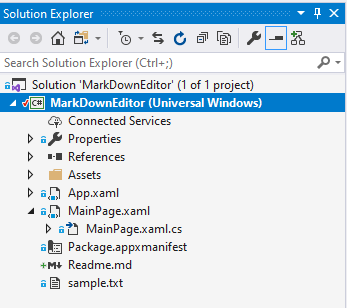 Solution Explorer
Search Solution Explorer (Ctrl+;)
Solution 'MarkDownEditor' (1 of 1 project)
C# MarkDownEditor (Universal Windows)
Connected Services
Properties
References
Assets
App.xaml
MainPage.xaml
MainPage.xaml.cs
Package.appxmanifest
Readme.md
sample.txt